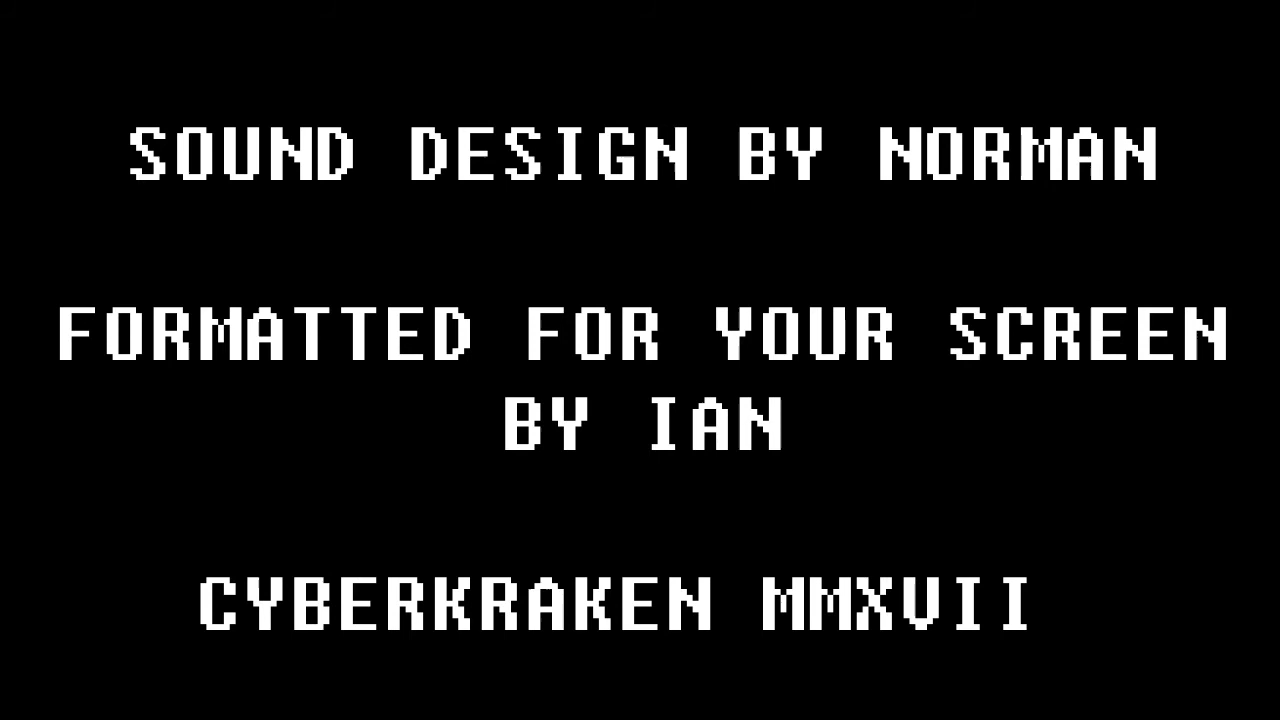 SOUND DESIGN BY NORMAN
FORMATTED FOR YOUR SCREEN
BY IAN
CYBERKRAKEN MMXVII